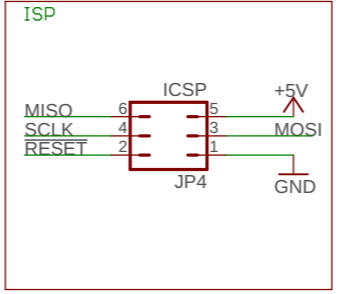 ISP
ICSP
+5V
MISO 6 5
SCLK 4 3 MOSI
RESET 2 1
JP4
GND